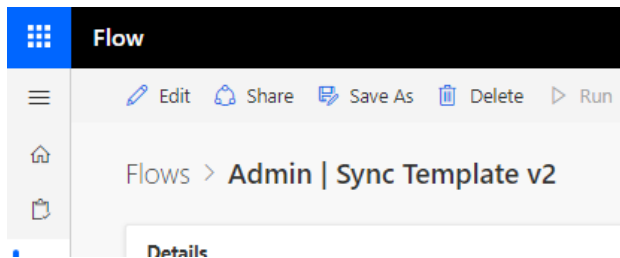 Flow
Edit Share Save As Delete Run
Flows > Admin | Sync Template v2
Details